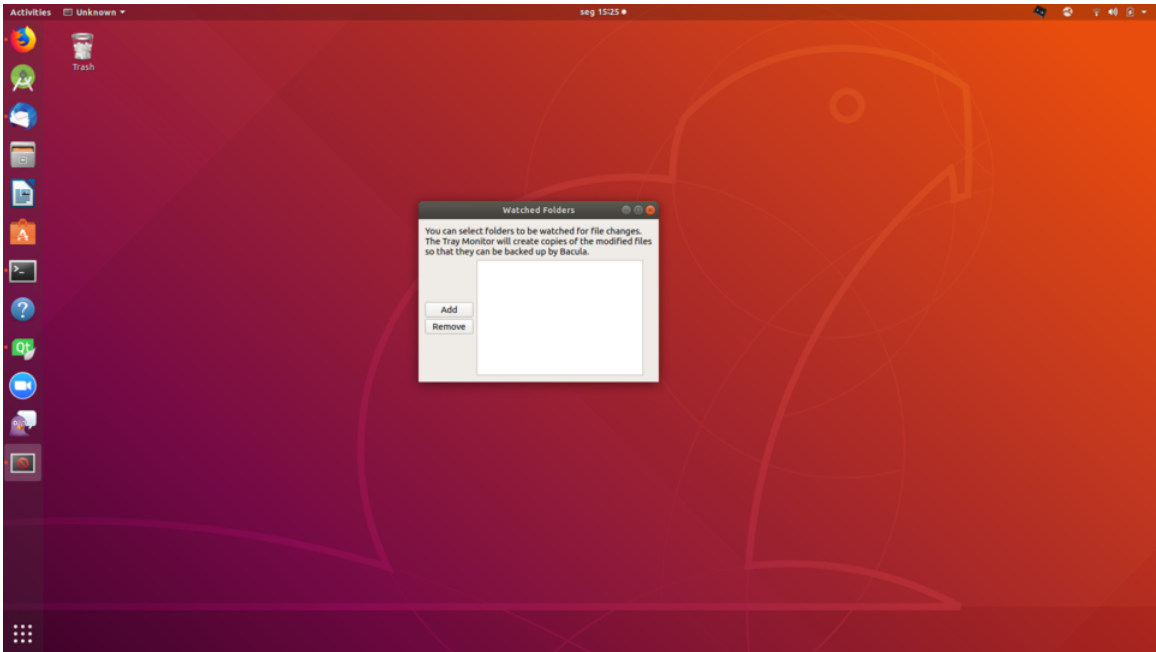 Activities Unknown seg 15:25
Trash
Watched Folders
You can select folders to be watched for file changes.
The Tray Monitor will create copies of the modified files
so that they can be backed up by Bacula.
Add
Remove